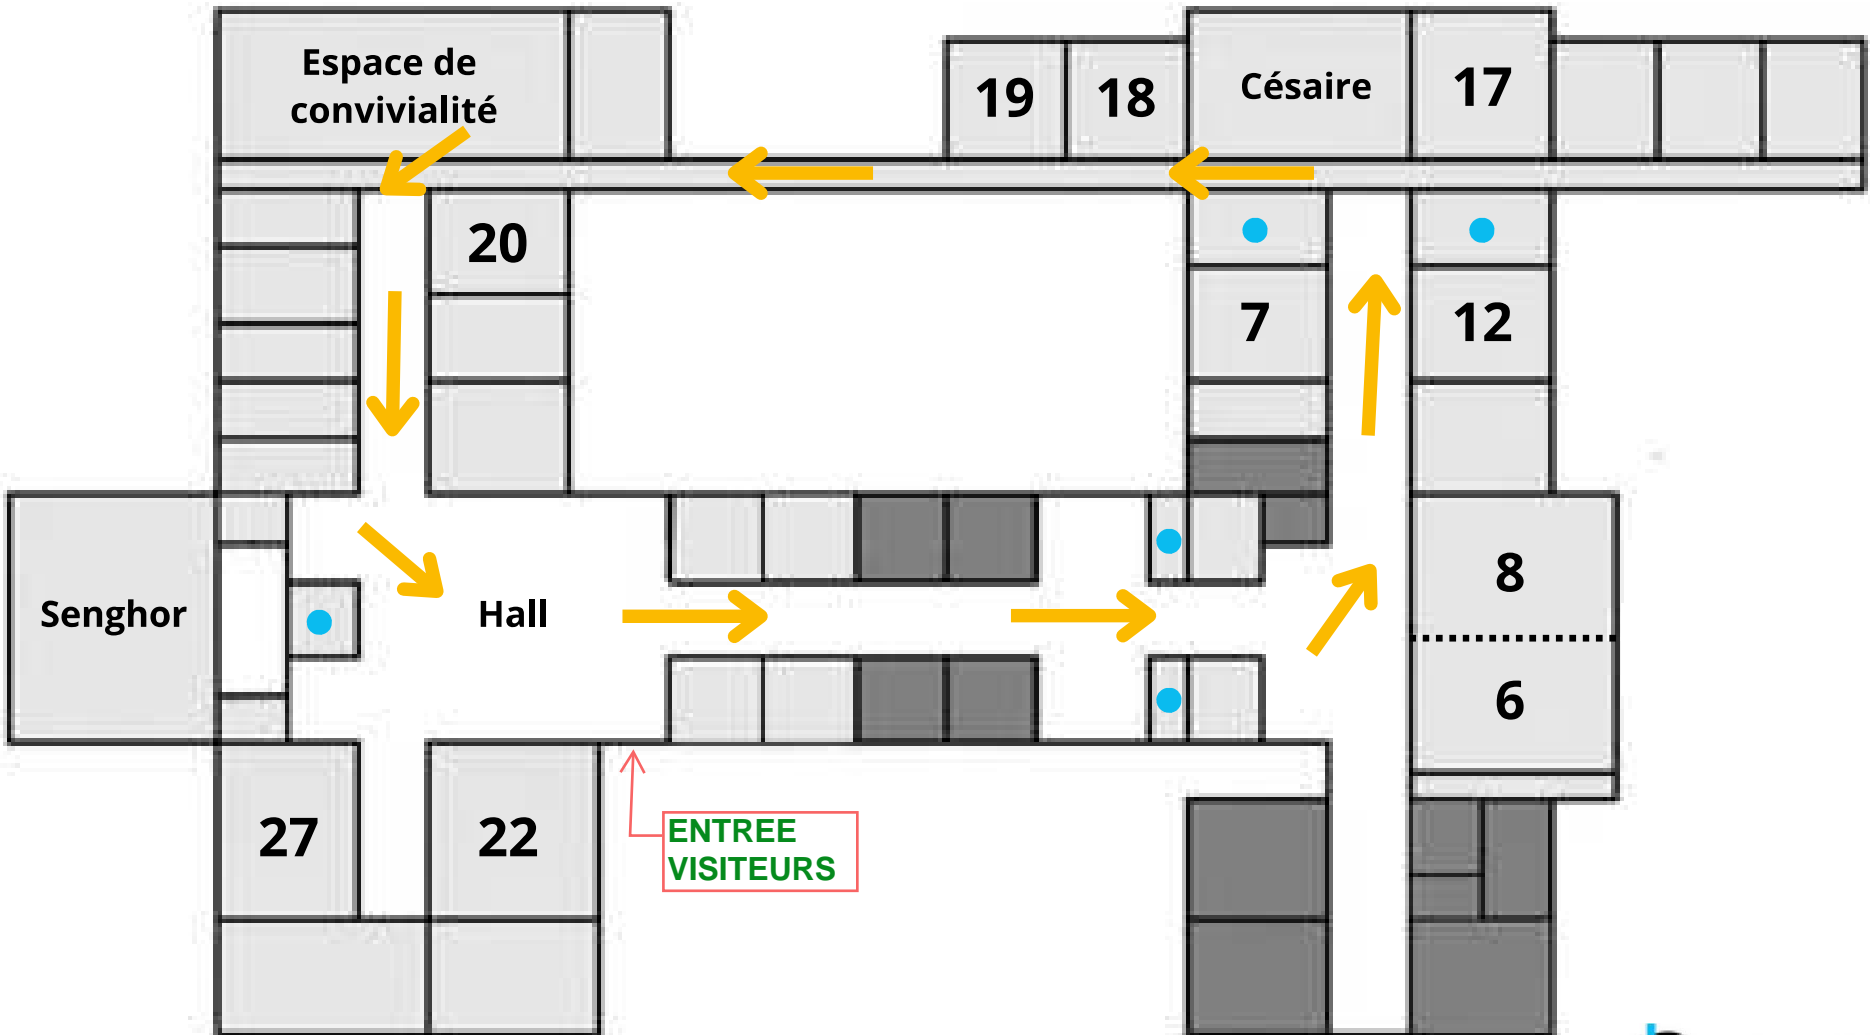 Espace de
convivialité
19
18
Césaire
17
20
7
12
Senghor
Hall
8
6
27
22
ENTREE
VISITEURS